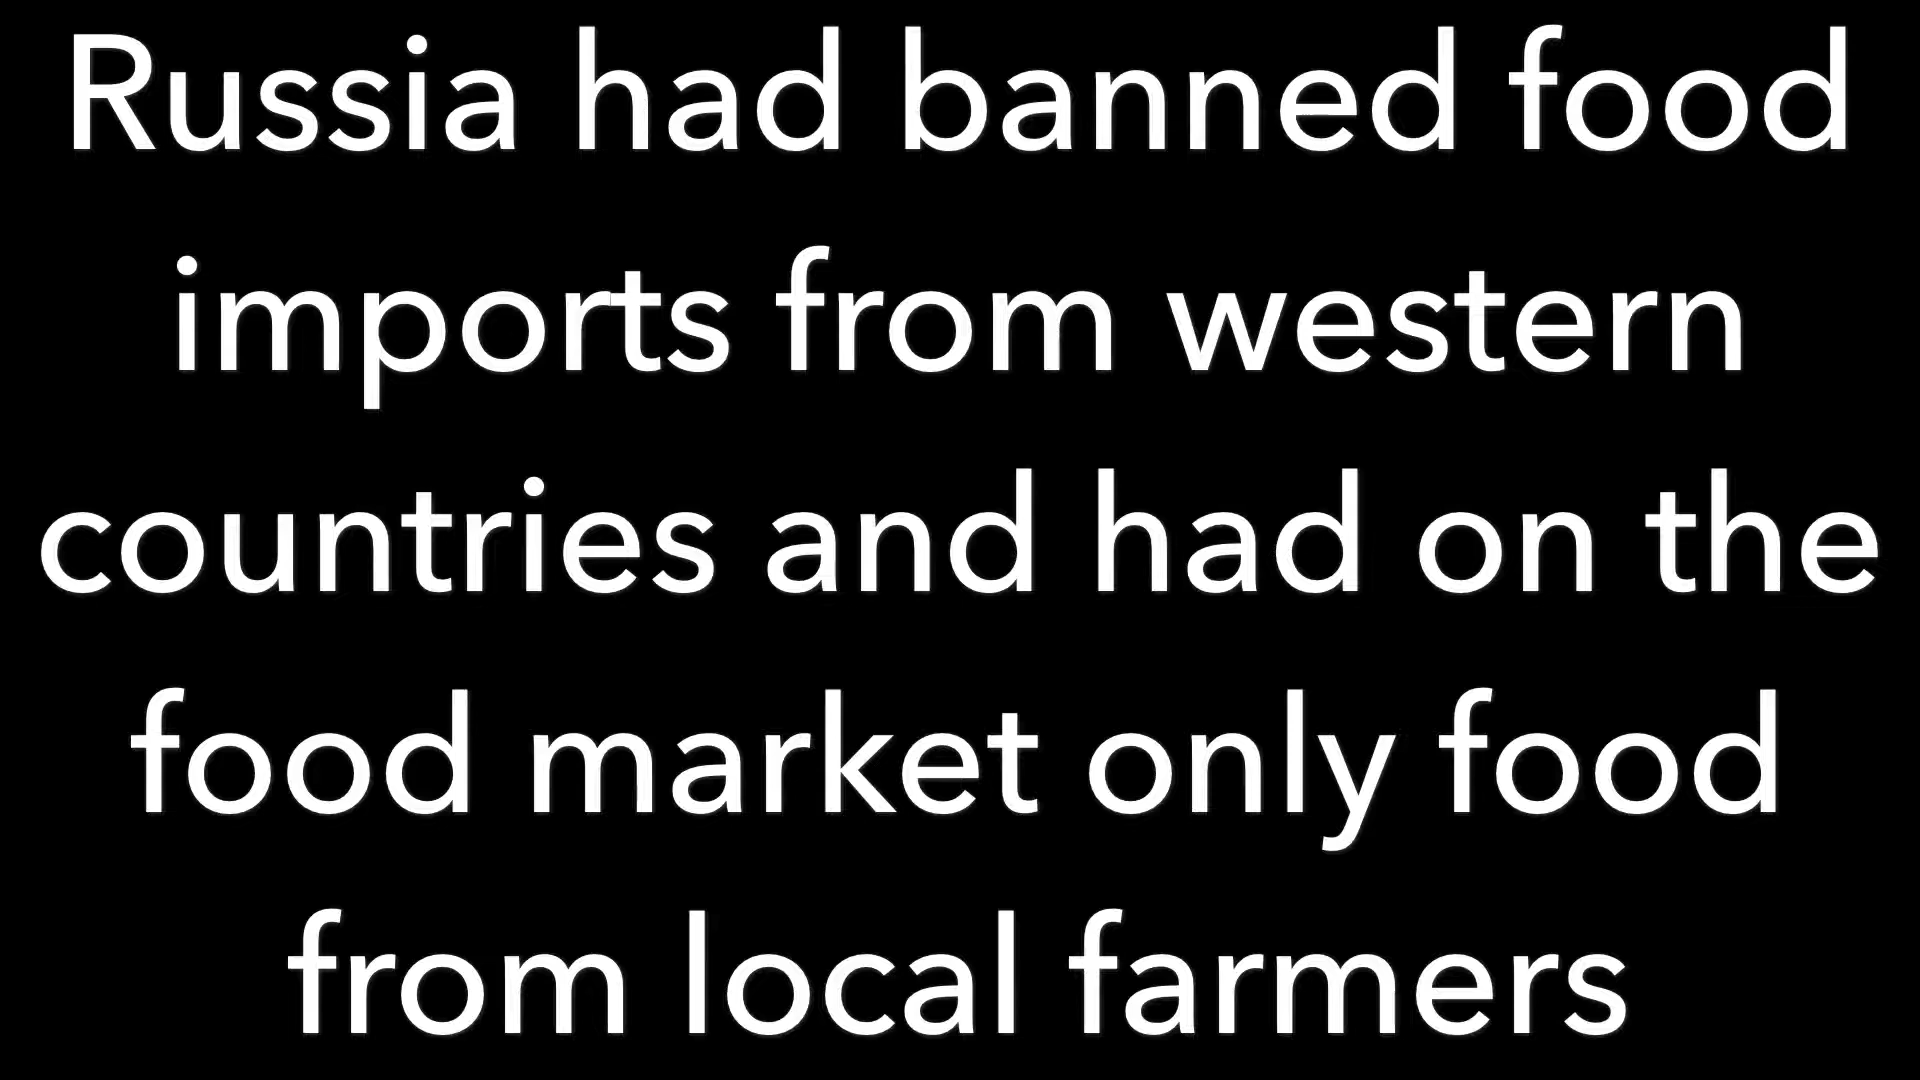 Russia had banned food
imports from western
countries and had on the
food market only food
from local farmers